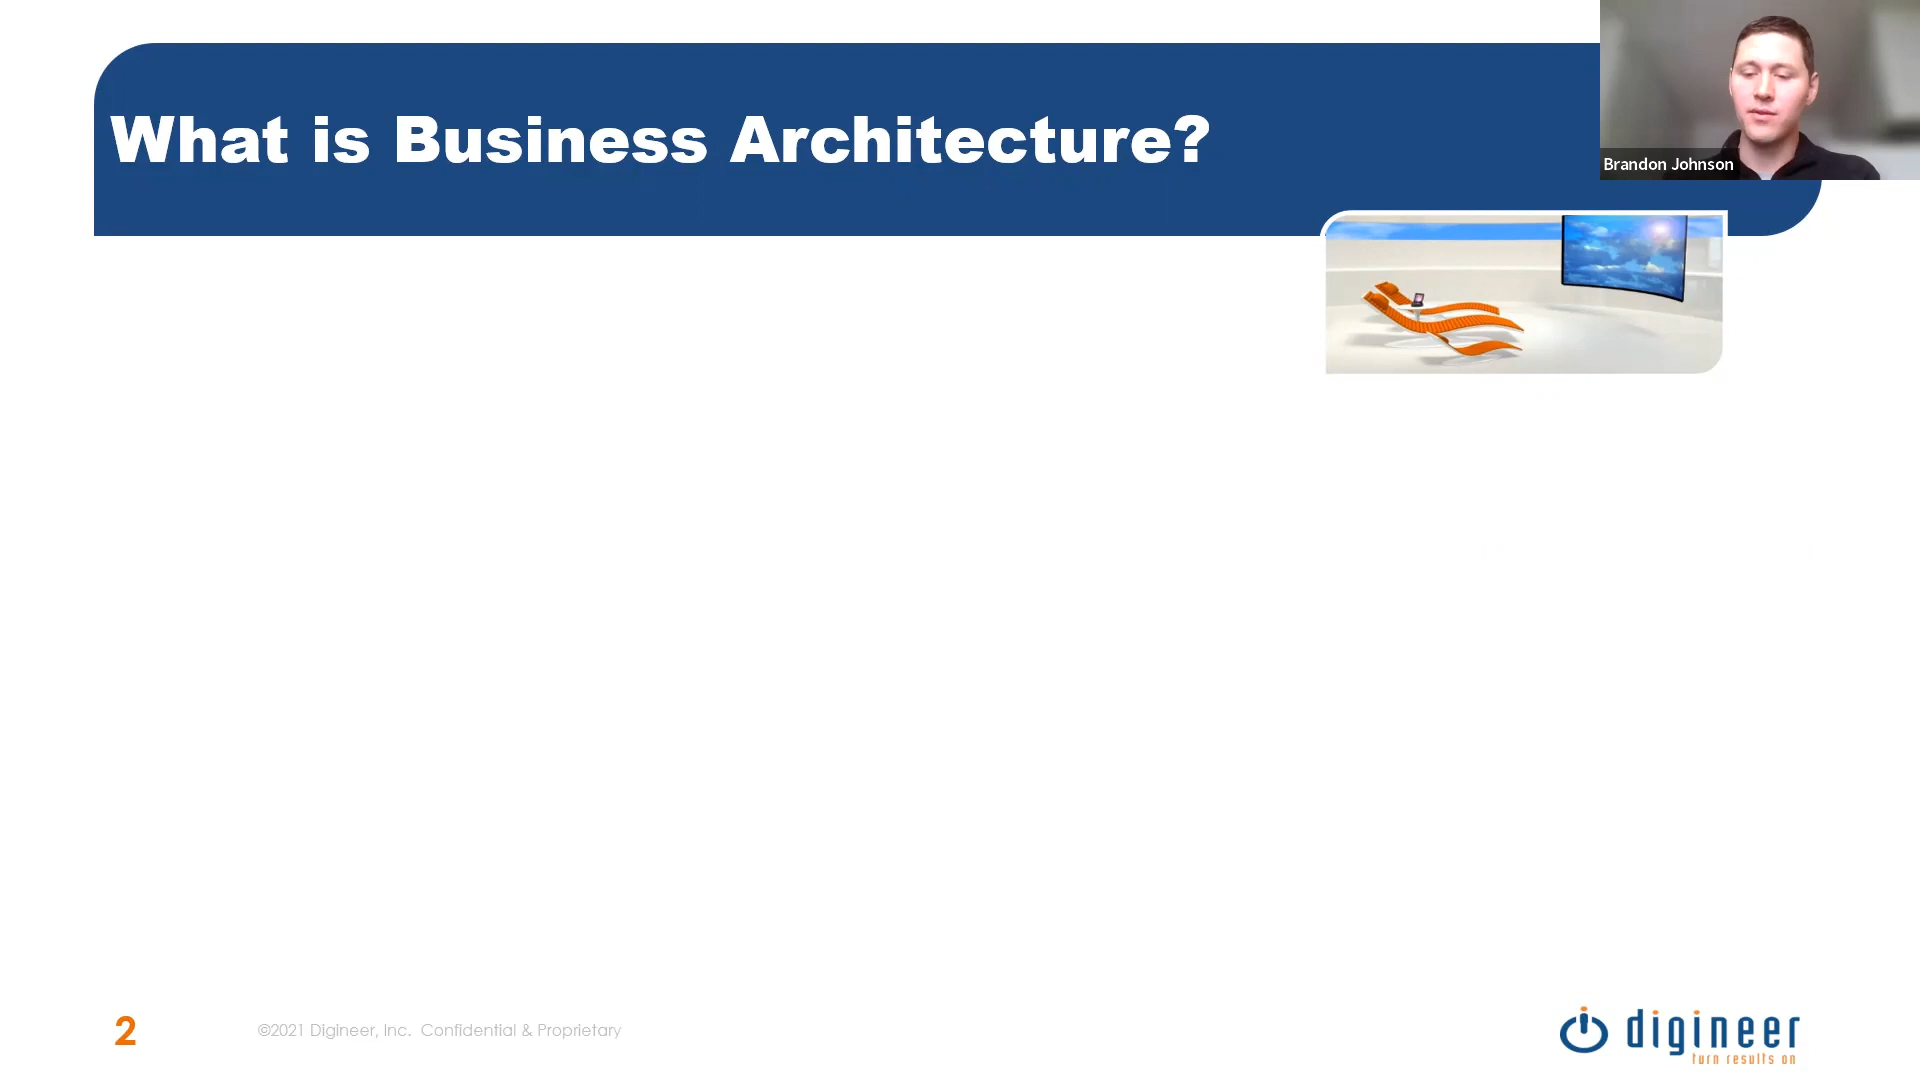 What is Business Architecture?
Brandon Johnson
2
©2021 Digineer, Inc. Confidential & Proprietary
digineer
turn results on